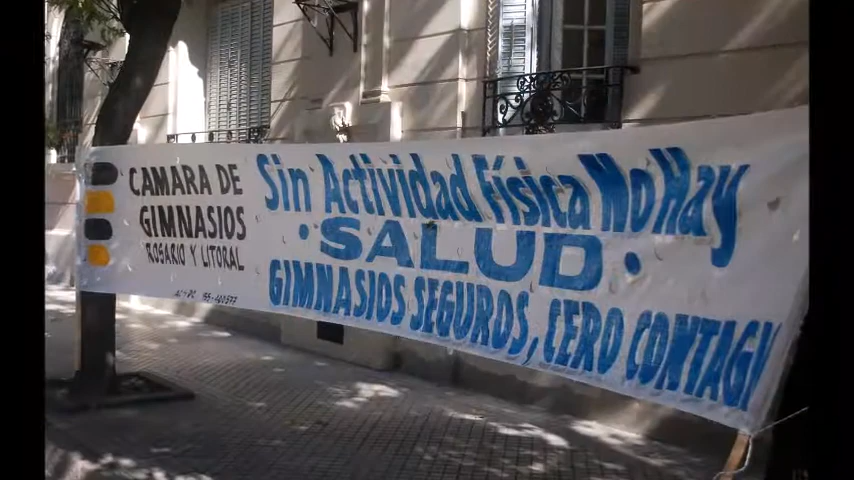 CAMARA DE
GIMNASIOS
ROSARIO Y LITORAL
Sin Actividad Física No Hay
• SALUD •
GIMNASIOS SEGUROS, CERO CONTAGI